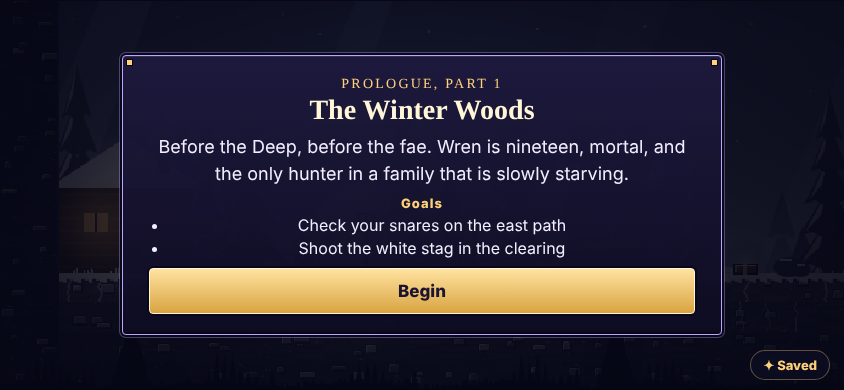 PROLOGUE, PART 1
The Winter Woods
Before the Deep, before the fae. Wren is nineteen, mortal, and
the only hunter in a family that is slowly starving.
Goals
• Check your snares on the east path
• Shoot the white stag in the clearing
Begin
✦ Saved